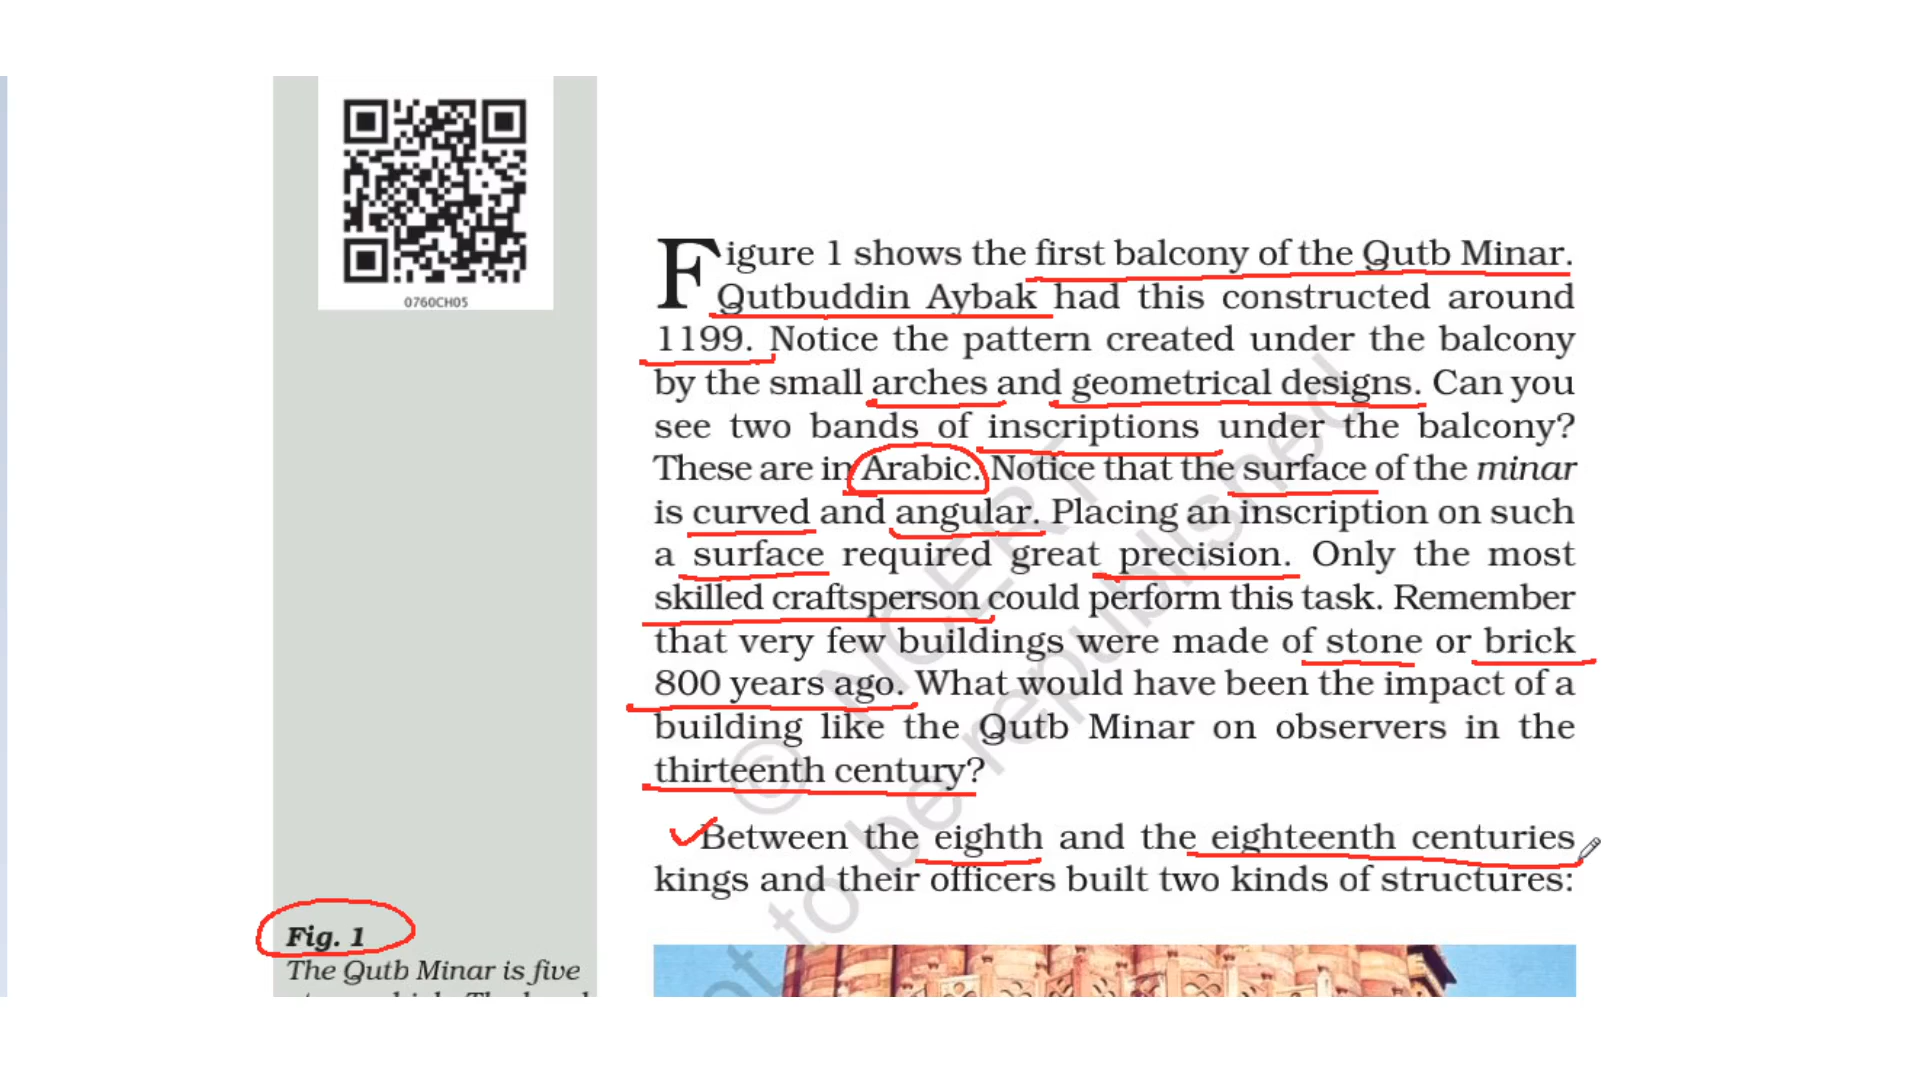 0760CH05
Figure 1 shows the first balcony of the Qutb Minar.
Qutbuddin Aybak had this constructed around
1199. Notice the pattern created under the balcony
by the small arches and geometrical designs. Can you
see two bands of inscriptions under the balcony?
These are in Arabic. Notice that the surface of the minar
is curved and angular. Placing an inscription on such
a surface required great precision. Only the most
skilled craftsperson could perform this task. Remember
that very few buildings were made of stone or brick
800 years ago. What would have been the impact of a
building like the Qutb Minar on observers in the
thirteenth century?
Between the eighth and the eighteenth centuries
kings and their officers built two kinds of structures:
Fig. 1
The Qutb Minar is five
© NCERT
not to be republished